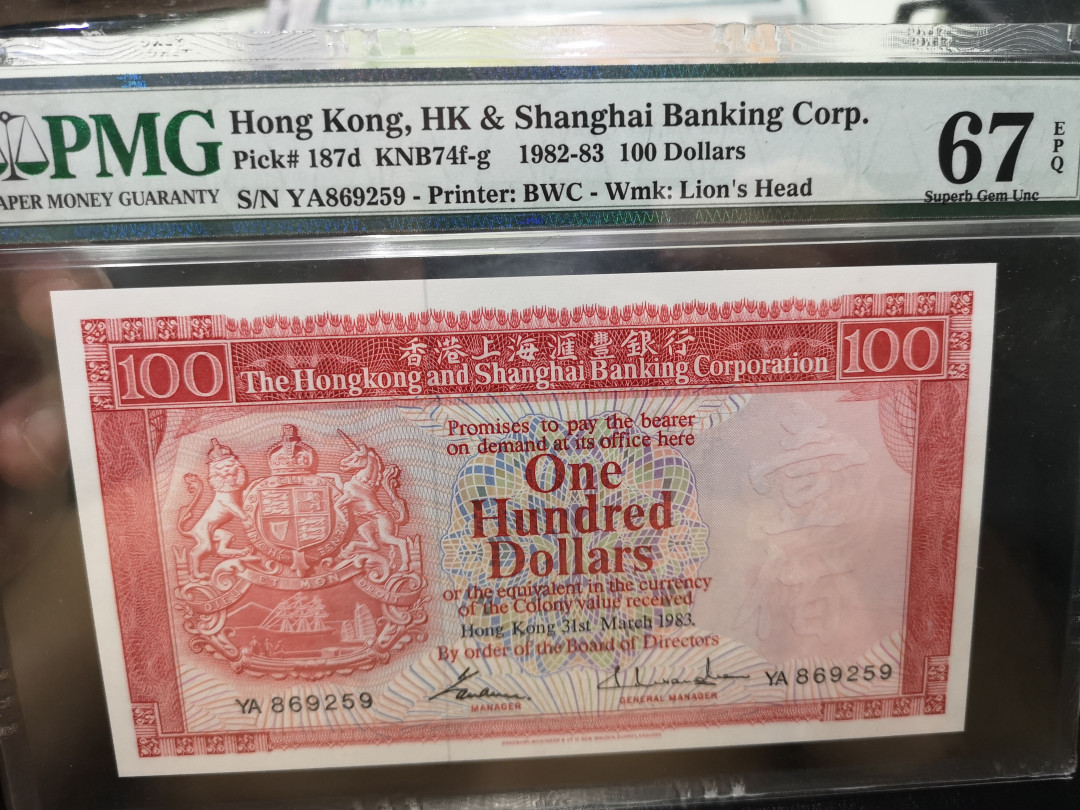 PMG
PAPER MONEY GUARANTY
Hong Kong, HK & Shanghai Banking Corp.
Pick# 187d KNB74f-g 1982-83 100 Dollars
S/N YA869259 - Printer: BWC - Wmk: Lion's Head
67
EPQ
Superb Gem Unc
100
香港上海滙豐銀行
The Hongkong and Shanghai Banking Corporation
100
Promises to pay the bearer
on demand at its office here
One
Hundred
Dollars
or the equivalent in the currency
of the Colony value received
Hong Kong 31st March 1983.
By order of the Board of Directors
壹佰
YA 869259
MANAGER
GENERAL MANAGER
YA 869259